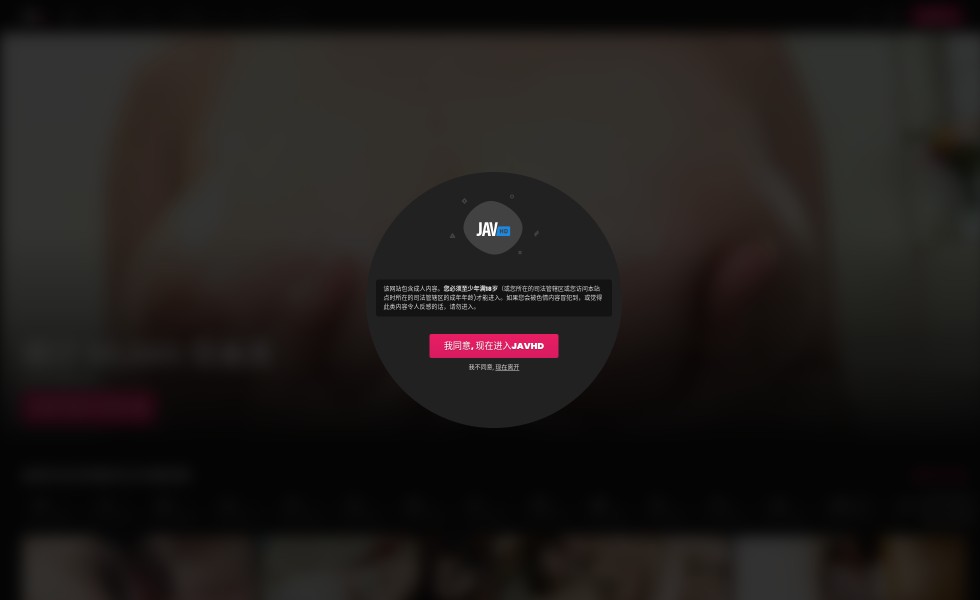 JAV HD
该网站包含成人内容。您必须至少年满18岁（或您所在的司法管辖区或您访问本站
点时所在的司法管辖区的成年年龄)才能进入。如果您会被色情内容冒犯到，或觉得
此类内容令人反感的话，请勿进入。
我同意, 现在进入JAVHD
我不同意, 现在离开